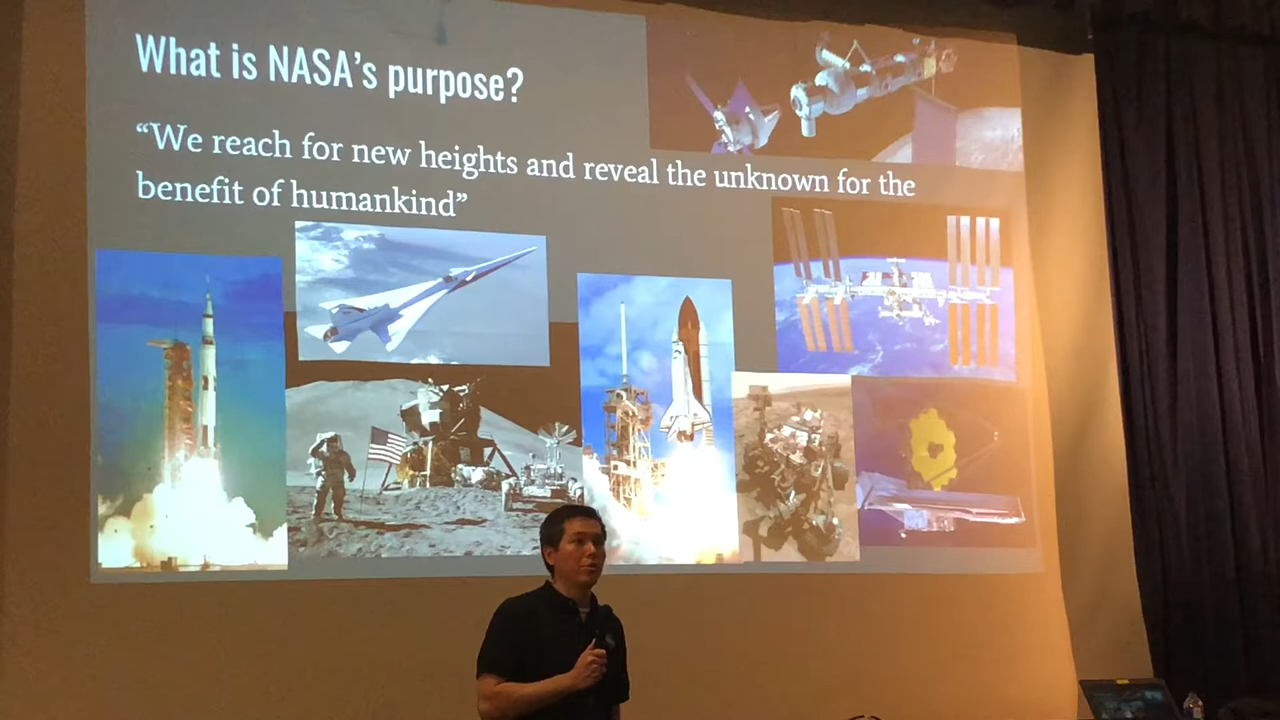 What is NASA's purpose?
“We reach for new heights and reveal the unknown for the
benefit of humankind”